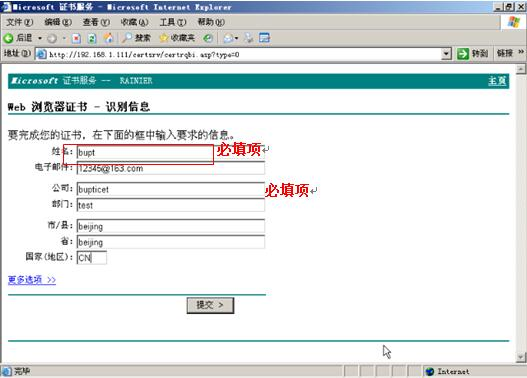 Microsoft 证书服务 - Microsoft Internet Explorer
文件(F) 编辑(E) 查看(V) 收藏(A) 工具(T) 帮助(H)
后退 搜索 收藏夹
地址(D) http://192.168.1.111/certsrv/certrqbi.asp?type=0 转到 链接 »
Microsoft 证书服务 -- RAINIER 主页
Web 浏览器证书 - 识别信息
要完成您的证书，在下面的框中输入要求的信息。
姓名: bupt 必填项
电子邮件: 12345@163.com
公司: bupticet 必填项
部门: test
市/县: beijing
省: beijing
国家(地区): CN
更多选项 >>
提交 >
完毕 Internet